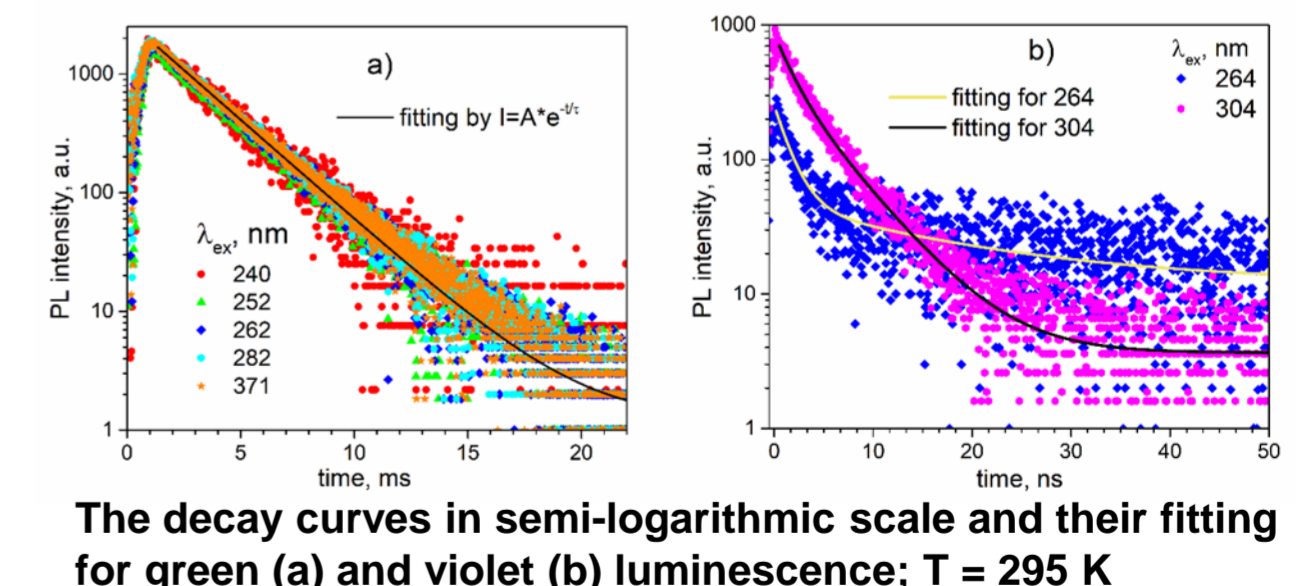 a)
fitting by I=A*e^-t/τ
λex, nm
240
252
262
282
371
PL intensity, a.u.
1000
100
10
1
0 5 10 15 20
time, ms
b)
λex, nm
264
304
fitting for 264
fitting for 304
PL intensity, a.u.
1000
100
10
1
0 10 20 30 40 50
time, ns
The decay curves in semi-logarithmic scale and their fitting
for green (a) and violet (b) luminescence; T = 295 K